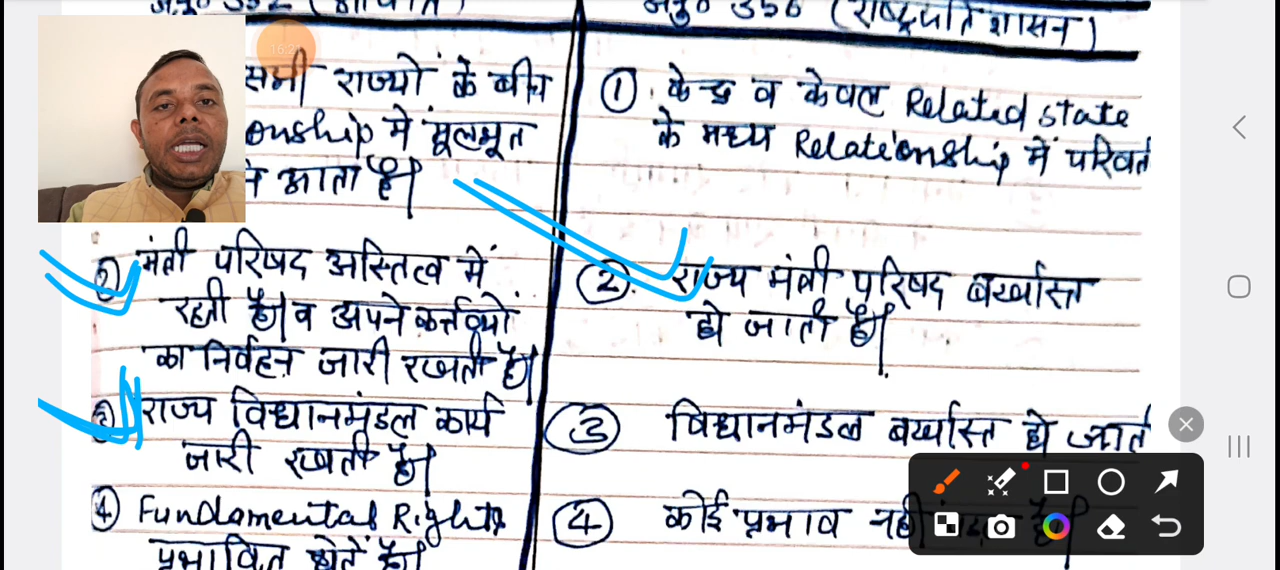 अनु० 352 (
अनु० 356 (राष्ट्रपति शासन)
16:2
सभी राज्यों के बीच
onship में मूलभूत
न आता है।
② मंत्री परिषद अस्तित्व में
रहती है। व अपने कर्त्तव्यों
का निर्वहन जारी रखती है।
③ राज्य विधानमंडल कार्य
जारी रखती है।
④ Fundamental Rights
प्रभावित होतें है।
① केन्द्र व केवल Related state
के मध्य Relationship में परिवर्त
② राज्य मंत्री परिषद बर्खास्त
हो जाती है।
③ विधानमंडल बर्खास्त हो जात
④ कोई प्रभाव नही है।